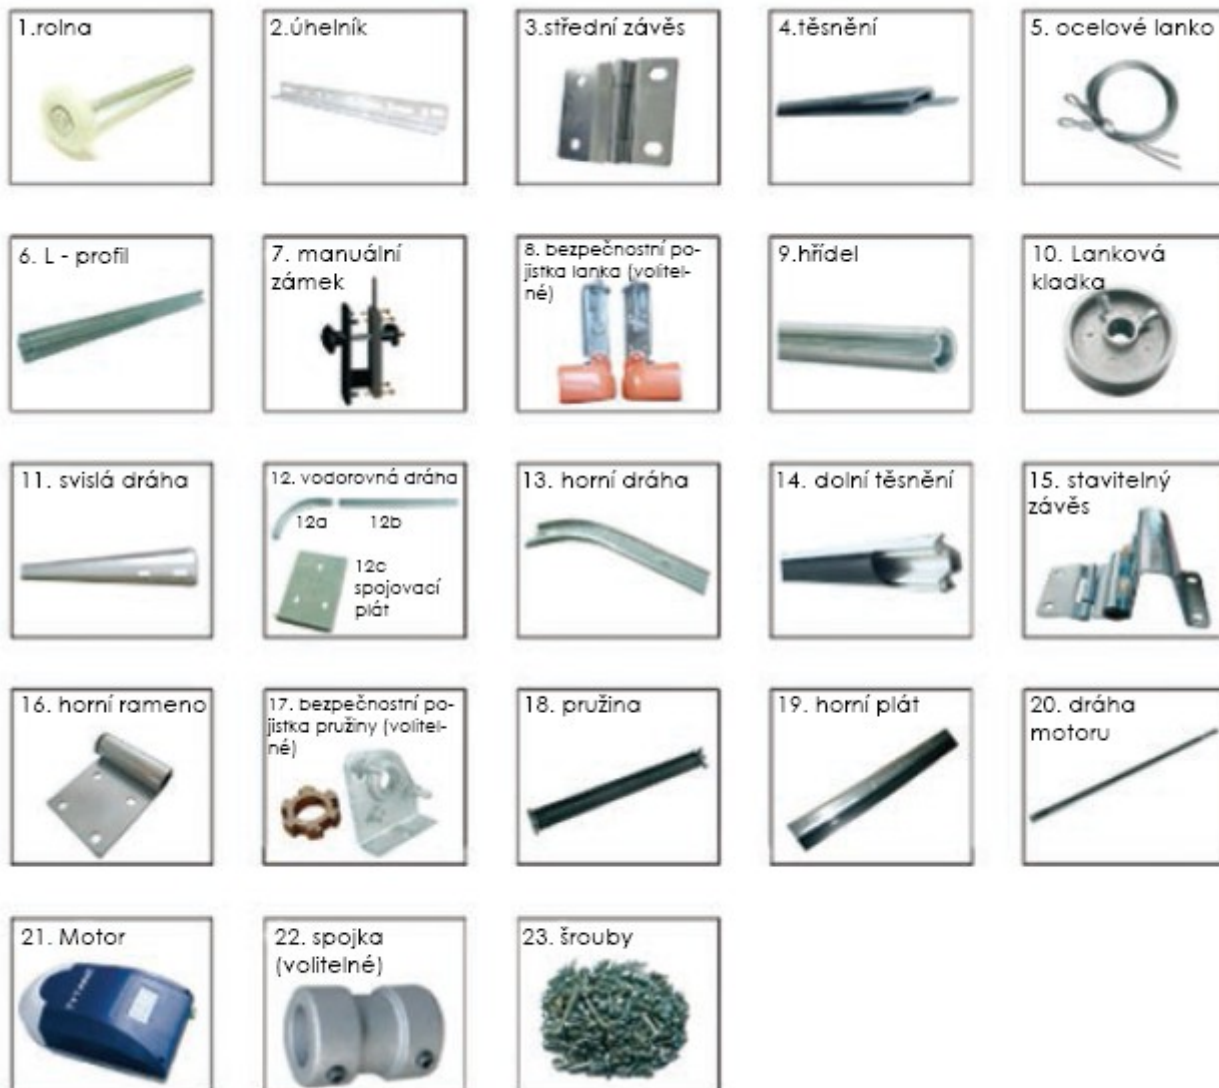 1.rolna
2.úhelník
3.střední závěs
4.těsnění
5. ocelové lanko
6. L - profil
7. manuální
zámek
8. bezpečnostní po-
jistka lanka (volitel-
né)
9.hřídel
10. Lanková
kladka
11. svislá dráha
12. vodorovná dráha
12a
12b
12c
spojovací
plát
13. horní dráha
14. dolní těsnění
15. stavitelný
závěs
16. horní rameno
17. bezpečnostní po-
jistka pružiny (volitel-
né)
18. pružina
19. horní plát
20. dráha
motoru
21. Motor
22. spojka
(volitelné)
23. šrouby